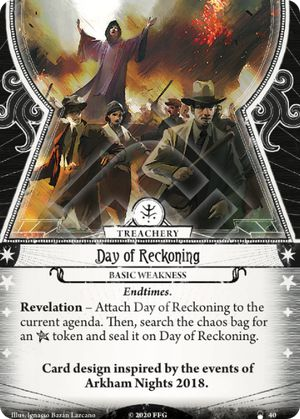 TREACHERY
Day of Reckoning
BASIC WEAKNESS
Endtimes.
Revelation – Attach Day of Reckoning to the
current agenda. Then, search the chaos bag for
an token and seal it on Day of Reckoning.
Card design inspired by the events of
Arkham Nights 2018.
Illus. Ignacio Bazán Lazcano
© 2020 FFG
40